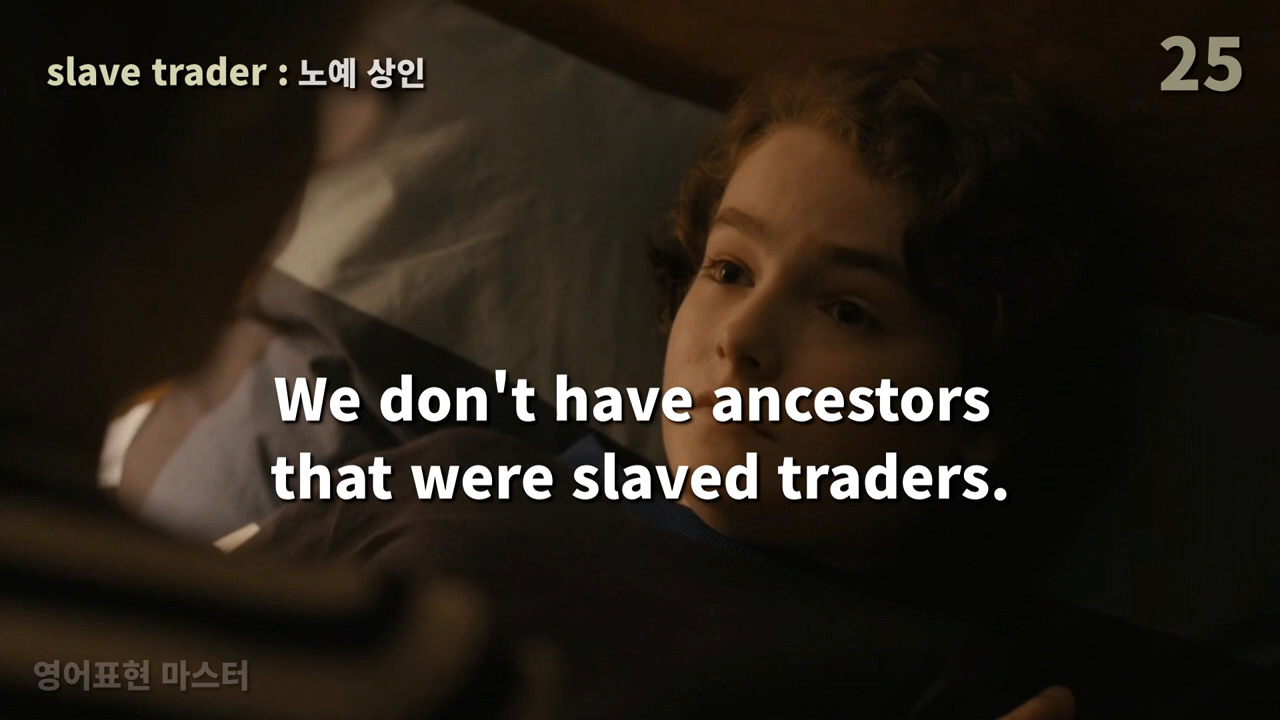 slave trader : 노예 상인
25
We don't have ancestors
that were slaved traders.
영어표현 마스터